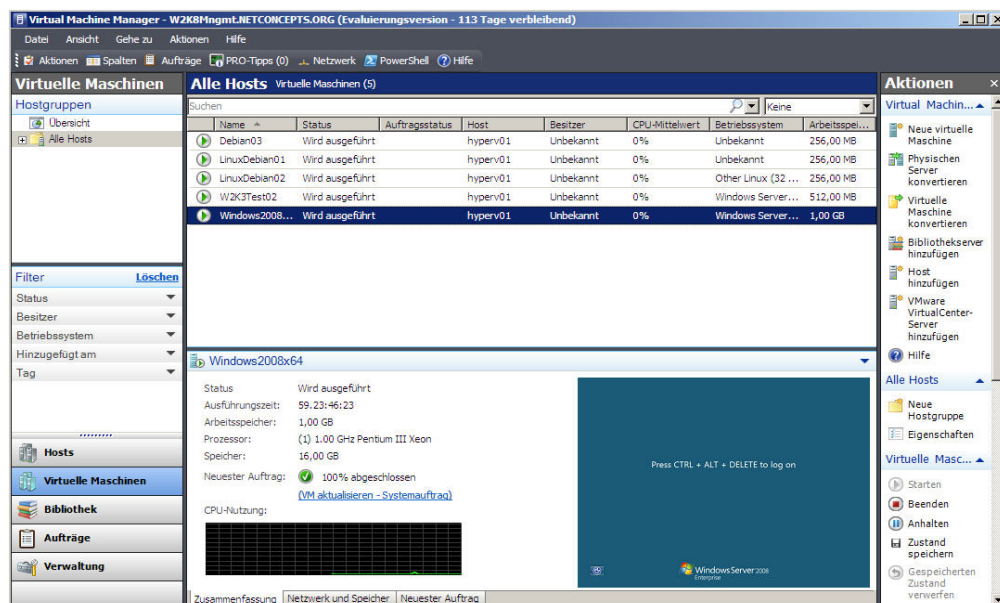 Virtual Machine Manager - W2K8Mngmt.NETCONCEPTS.ORG (Evaluierungsversion - 113 Tage verbleibend)
Datei Ansicht Gehe zu Aktionen Hilfe
Aktionen Spalten Aufträge PRO-Tipps (0) Netzwerk PowerShell Hilfe
Virtuelle Maschinen
Hostgruppen
Übersicht
Alle Hosts
Filter Löschen
Status
Besitzer
Betriebssystem
Hinzugefügt am
Tag
Hosts
Virtuelle Maschinen
Bibliothek
Aufträge
Verwaltung
Alle Hosts Virtuelle Maschinen (5)
Suchen Keine
Name Status Auftragsstatus Host Besitzer CPU-Mittelwert Betriebssystem Arbeitsspei...
Debian03 Wird ausgeführt hyperv01 Unbekannt 0% Unbekannt 256,00 MB
LinuxDebian01 Wird ausgeführt hyperv01 Unbekannt 0% Unbekannt 256,00 MB
LinuxDebian02 Wird ausgeführt hyperv01 Unbekannt 0% Other Linux (32 ... 256,00 MB
W2K3Test02 Wird ausgeführt hyperv01 Unbekannt 0% Windows Server... 512,00 MB
Windows2008... Wird ausgeführt hyperv01 Unbekannt 0% Windows Server... 1,00 GB
Windows2008x64
Status Wird ausgeführt
Ausführungszeit: 59.23:46:23
Arbeitsspeicher: 1,00 GB
Prozessor: (1) 1.00 GHz Pentium III Xeon
Speicher: 16,00 GB
Neuester Auftrag: 100% abgeschlossen
(VM aktualisieren - Systemauftrag)
CPU-Nutzung:
Press CTRL + ALT + DELETE to log on
Windows Server 2008
Enterprise
Zusammenfassung Netzwerk und Speicher Neuester Auftrag
Aktionen
Virtual Machin...
Neue virtuelle
Maschine
Physischen
Server
konvertieren
Virtuelle
Maschine
konvertieren
Bibliothekserver
hinzufügen
Host
hinzufügen
VMware
VirtualCenter-
Server
hinzufügen
Hilfe
Alle Hosts
Neue
Hostgruppe
Eigenschaften
Virtuelle Masc...
Starten
Beenden
Anhalten
Zustand
speichern
Gespeicherten
Zustand
verwerfen